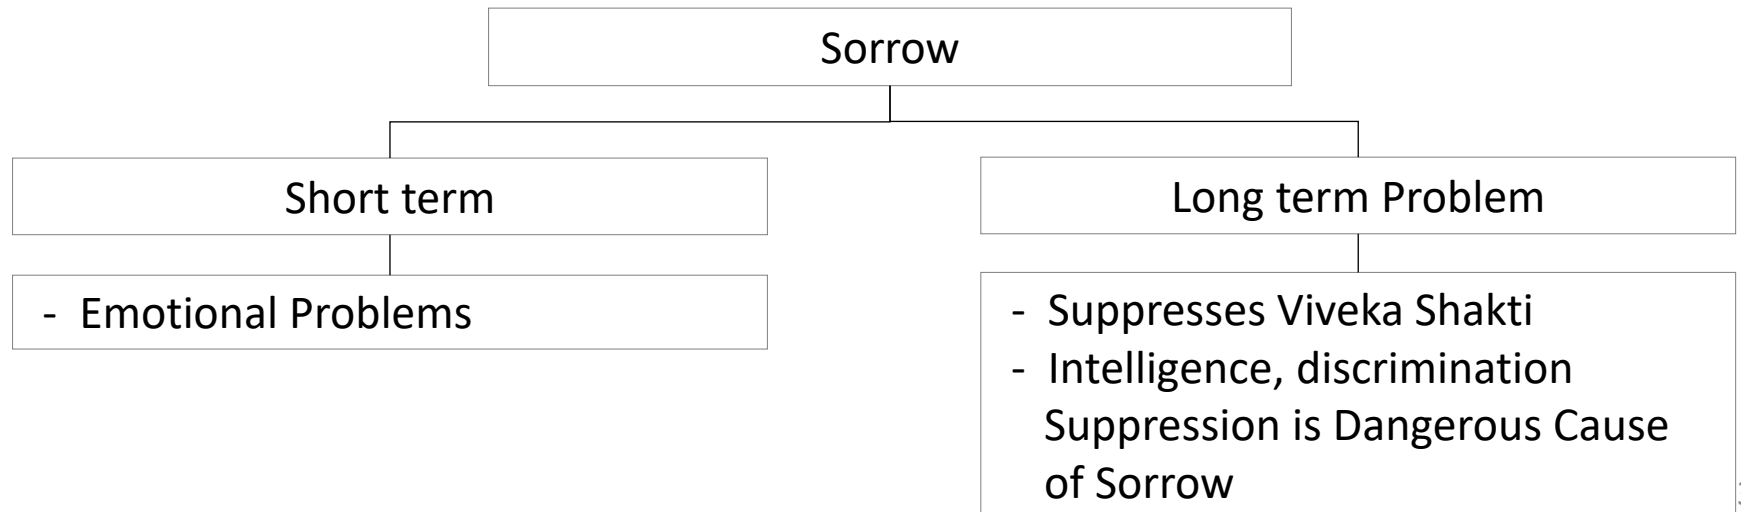 Sorrow
Short term
- Emotional Problems
Long term Problem
- Suppresses Viveka Shakti
- Intelligence, discrimination
Suppression is Dangerous Cause
of Sorrow